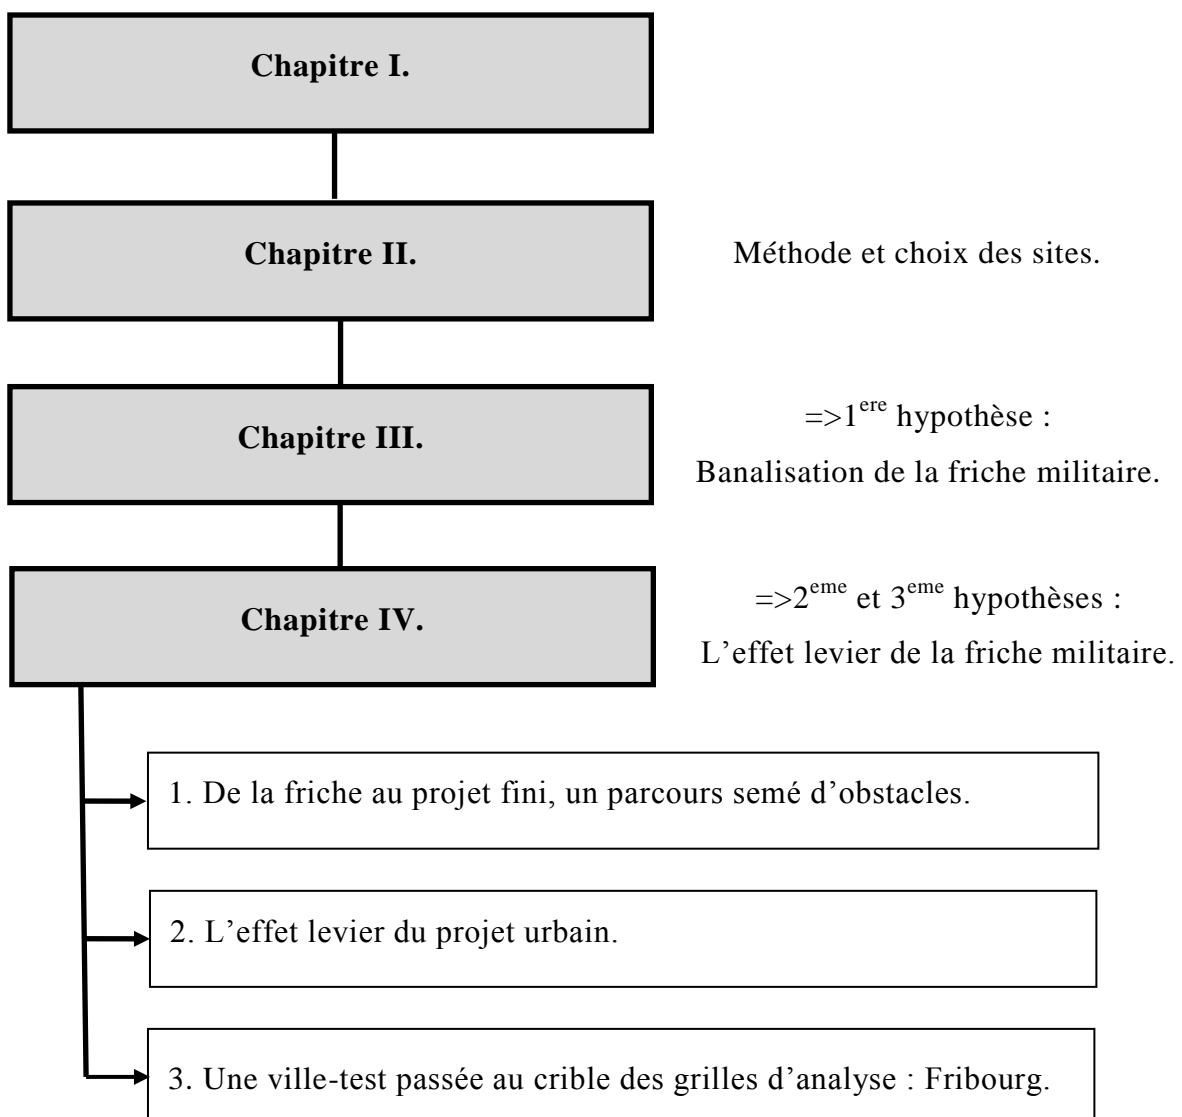 Chapitre I.
Chapitre II.
Méthode et choix des sites.
Chapitre III.
=>1ere hypothèse :
Banalisation de la friche militaire.
Chapitre IV.
=>2eme et 3eme hypothèses :
L’effet levier de la friche militaire.
1. De la friche au projet fini, un parcours semé d’obstacles.
2. L’effet levier du projet urbain.
3. Une ville-test passée au crible des grilles d’analyse : Fribourg.